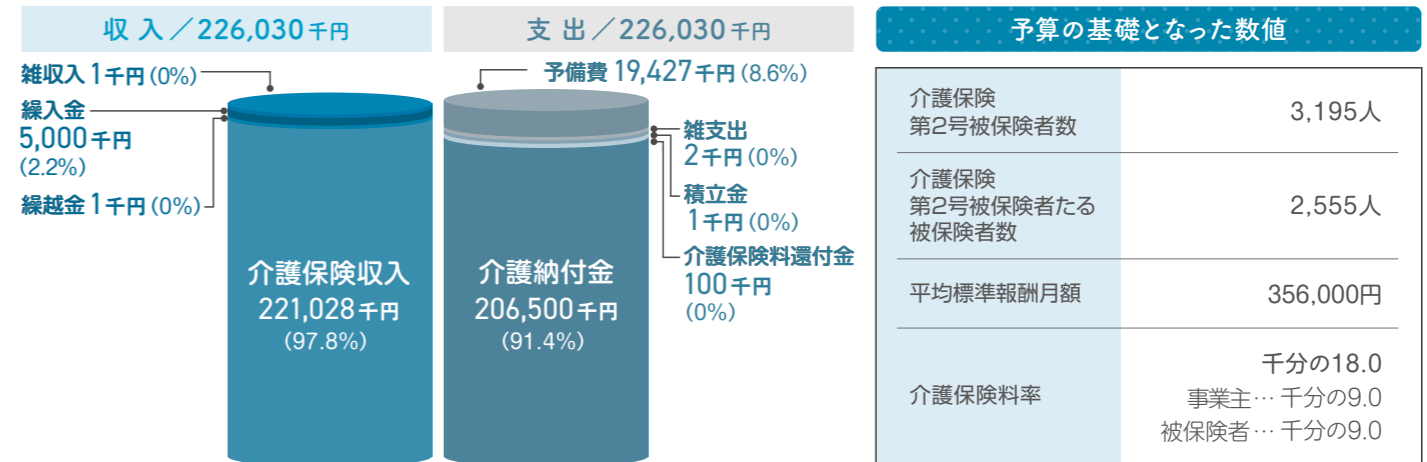 収入／226,030千円
雑収入 1千円(0%)
繰入金
5,000千円
(2.2%)
繰越金 1千円(0%)
介護保険収入
221,028千円
(97.8%)
支出／226,030千円
予備費 19,427千円(8.6%)
雑支出
2千円(0%)
積立金
1千円(0%)
介護保険料還付金
100千円
(0%)
介護納付金
206,500千円
(91.4%)
予算の基礎となった数値
介護保険
第2号被保険者数
3,195人
介護保険
第2号被保険者たる
被保険者数
2,555人
平均標準報酬月額
356,000円
介護保険料率
千分の18.0
事業主… 千分の9.0
被保険者… 千分の9.0